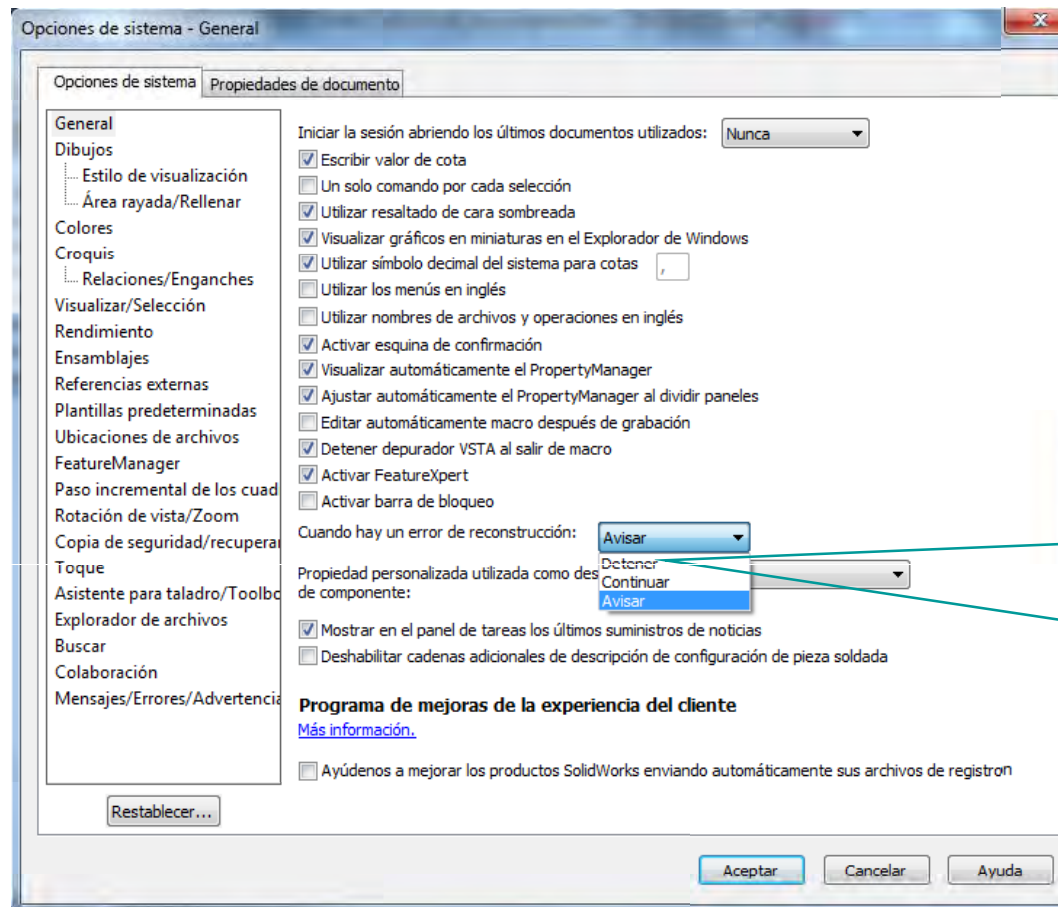 Opciones de sistema - General
Opciones de sistema
Propiedades de documento
General
Dibujos
Estilo de visualización
Área rayada/Rellenar
Colores
Croquis
Relaciones/Enganches
Visualizar/Selección
Rendimiento
Ensamblajes
Referencias externas
Plantillas predeterminadas
Ubicaciones de archivos
FeatureManager
Paso incremental de los cuad
Rotación de vista/Zoom
Copia de seguridad/recuperar
Toque
Asistente para taladro/Toolbo
Explorador de archivos
Buscar
Colaboración
Mensajes/Errores/Advertencia
Restablecer...
Iniciar la sesión abriendo los últimos documentos utilizados: Nunca
Escribir valor de cota
Un solo comando por cada selección
Utilizar resaltado de cara sombreada
Visualizar gráficos en miniaturas en el Explorador de Windows
Utilizar símbolo decimal del sistema para cotas ,
Utilizar los menús en inglés
Utilizar nombres de archivos y operaciones en inglés
Activar esquina de confirmación
Visualizar automáticamente el PropertyManager
Ajustar automáticamente el PropertyManager al dividir paneles
Editar automáticamente macro después de grabación
Detener depurador VSTA al salir de macro
Activar FeatureXpert
Activar barra de bloqueo
Cuando hay un error de reconstrucción: Avisar
Detener
Continuar
Avisar
Propiedad personalizada utilizada como des
de componente:
Mostrar en el panel de tareas los últimos suministros de noticias
Deshabilitar cadenas adicionales de descripción de configuración de pieza soldada
Programa de mejoras de la experiencia del cliente
Más información.
Ayúdenos a mejorar los productos SolidWorks enviando automáticamente sus archivos de registron
Aceptar
Cancelar
Ayuda